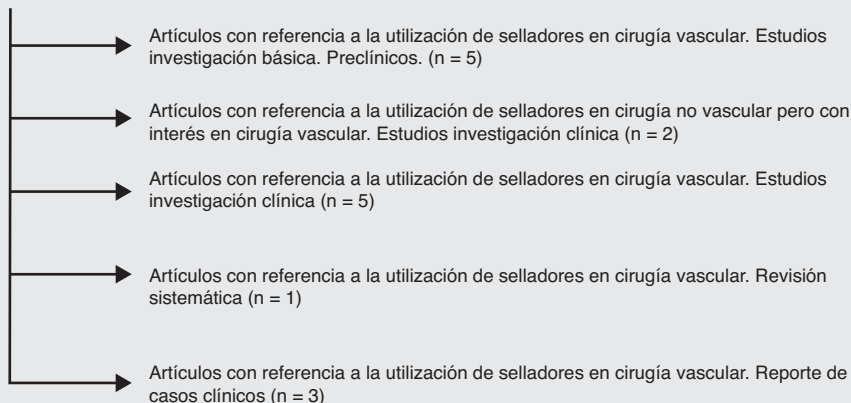 Artículos con referencia a la utilización de selladores en cirugía vascular. Estudios
investigación básica. Preclínicos. (n = 5)
Artículos con referencia a la utilización de selladores en cirugía no vascular pero con
interés en cirugía vascular. Estudios investigación clínica (n = 2)
Artículos con referencia a la utilización de selladores en cirugía vascular. Estudios
investigación clínica (n = 5)
Artículos con referencia a la utilización de selladores en cirugía vascular. Revisión
sistemática (n = 1)
Artículos con referencia a la utilización de selladores en cirugía vascular. Reporte de
casos clínicos (n = 3)